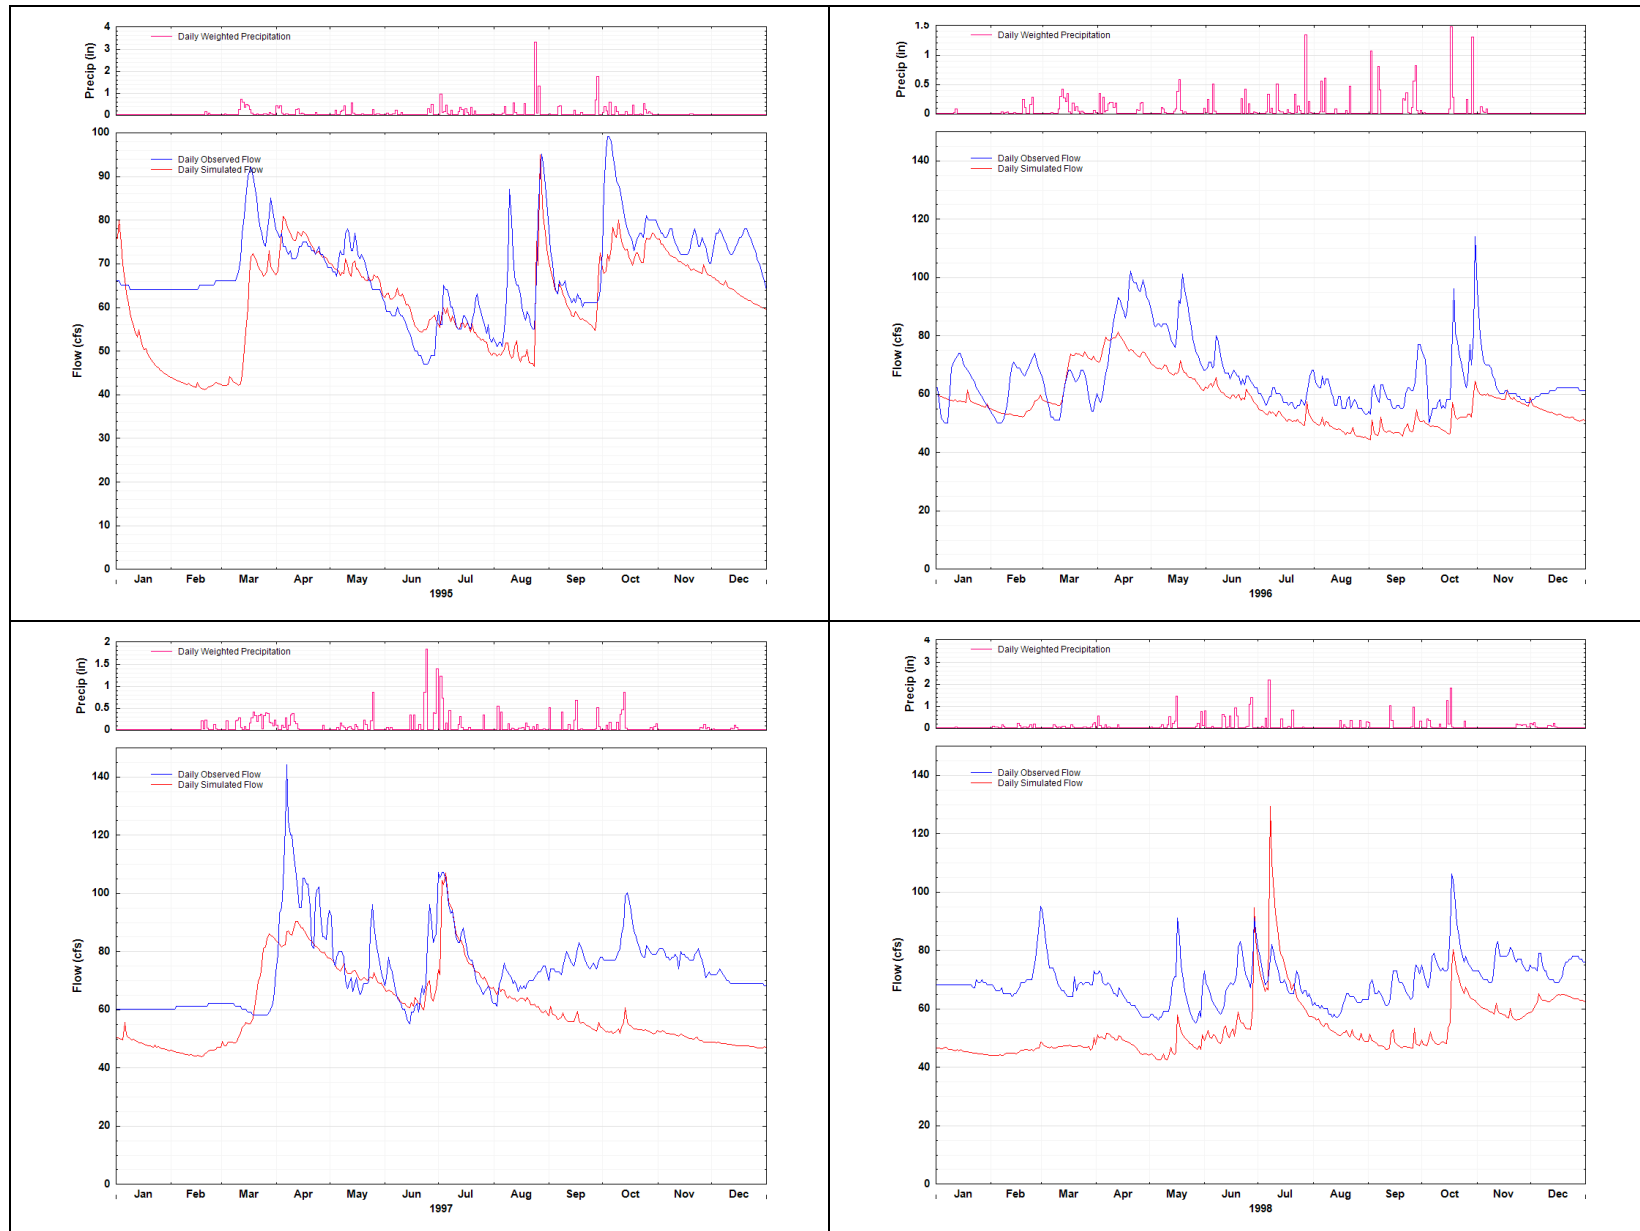 4
3
2
1
0
Precip (in)
Daily Weighted Precipitation
100
90
80
70
60
50
40
30
20
10
0
Flow (cfs)
Daily Observed Flow
Daily Simulated Flow
Jan Feb Mar Apr May Jun Jul Aug Sep Oct Nov Dec
1995
1.5
1
0.5
0
Precip (in)
Daily Weighted Precipitation
140
120
100
80
60
40
20
0
Flow (cfs)
Daily Observed Flow
Daily Simulated Flow
Jan Feb Mar Apr May Jun Jul Aug Sep Oct Nov Dec
1996
2
1.5
1
0.5
0
Precip (in)
Daily Weighted Precipitation
140
120
100
80
60
40
20
0
Flow (cfs)
Daily Observed Flow
Daily Simulated Flow
Jan Feb Mar Apr May Jun Jul Aug Sep Oct Nov Dec
1997
4
3
2
1
0
Precip (in)
Daily Weighted Precipitation
140
120
100
80
60
40
20
0
Flow (cfs)
Daily Observed Flow
Daily Simulated Flow
Jan Feb Mar Apr May Jun Jul Aug Sep Oct Nov Dec
1998